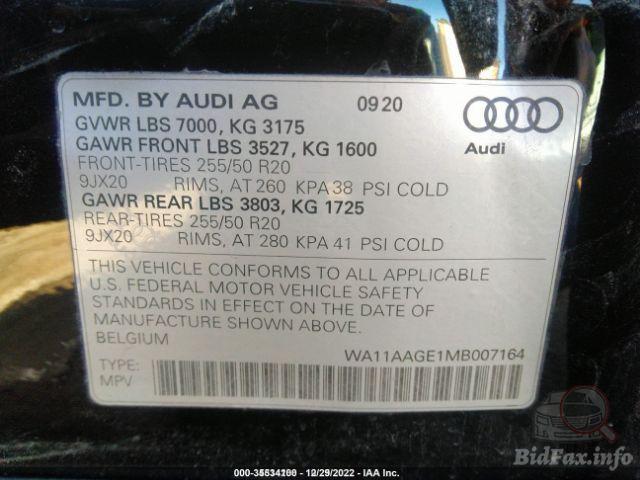 MFD. BY AUDI AG 0920
GVWR LBS 7000, KG 3175
GAWR FRONT LBS 3527, KG 1600
Audi
FRONT-TIRES 255/50 R20
9JX20 RIMS, AT 260 KPA 38 PSI COLD
GAWR REAR LBS 3803, KG 1725
REAR-TIRES 255/50 R20
9JX20 RIMS, AT 280 KPA 41 PSI COLD
THIS VEHICLE CONFORMS TO ALL APPLICABLE
U.S. FEDERAL MOTOR VEHICLE SAFETY
STANDARDS IN EFFECT ON THE DATE OF
MANUFACTURE SHOWN ABOVE.
BELGIUM
WA11AAGE1MB007164
TYPE:
MPV
BidFax.info
12/29/2022 - IAA Inc.